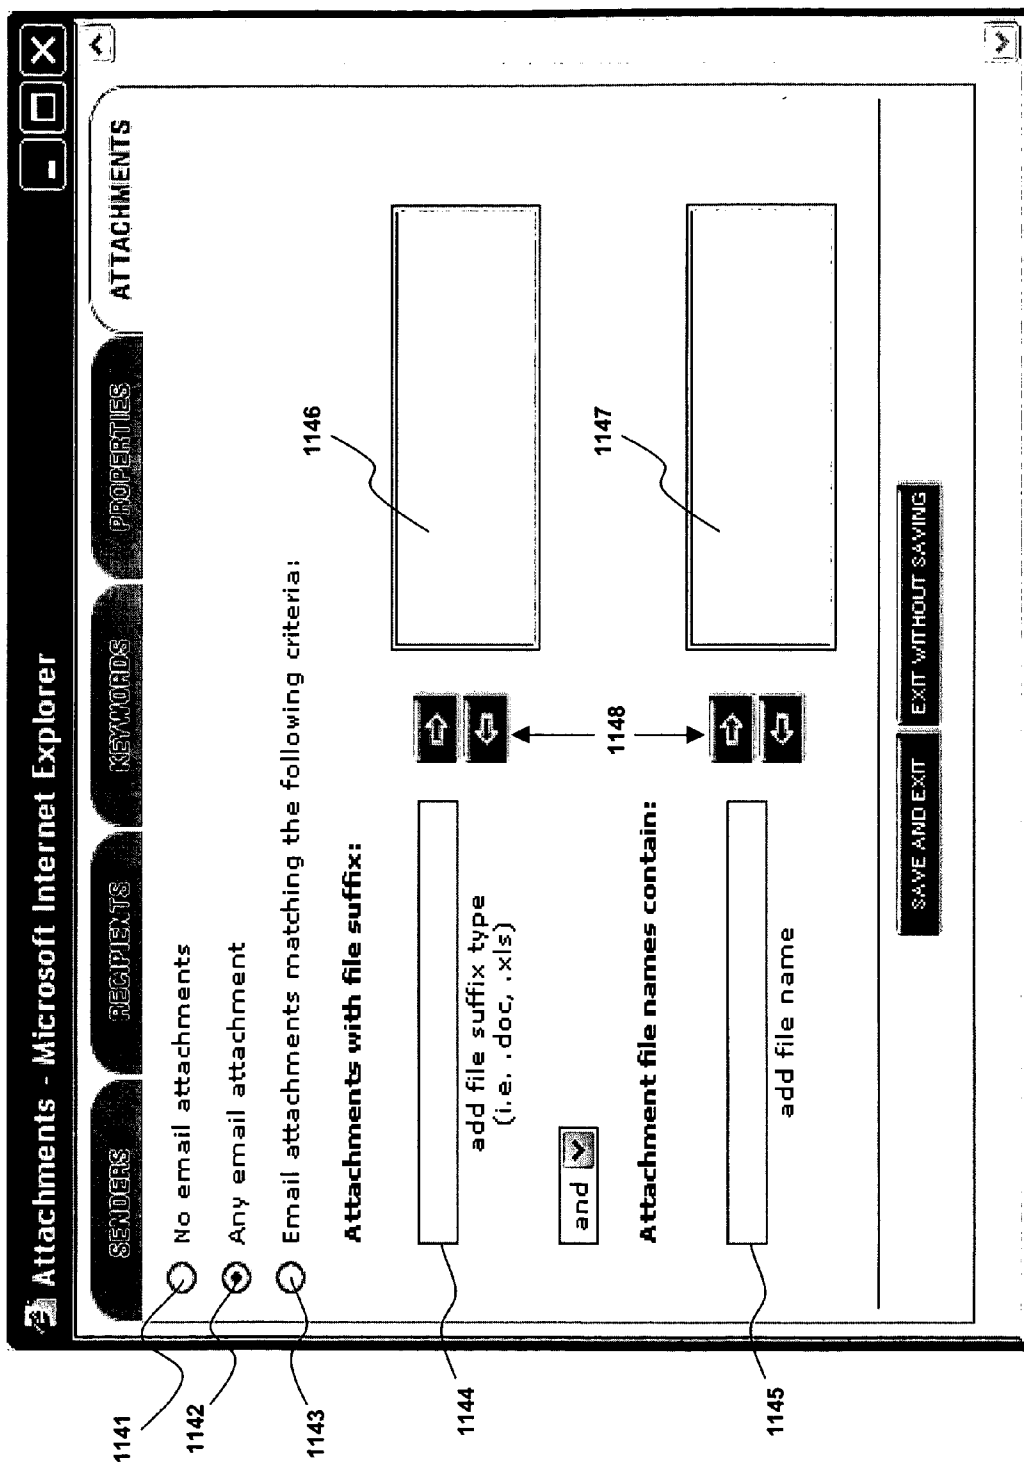 Attachments - Microsoft Internet Explorer
SENDERS
RECIPIENTS
KEYWORDS
PROPERTIES
ATTACHMENTS
1141
No email attachments
1142
Any email attachment
1143
Email attachments matching the following criteria:
Attachments with file suffix:
1146
1144
add file suffix type
(i.e. .doc, .xls)
and
1148
1147
Attachment file names contain:
1145
add file name
SAVE AND EXIT
EXIT WITHOUT SAVING